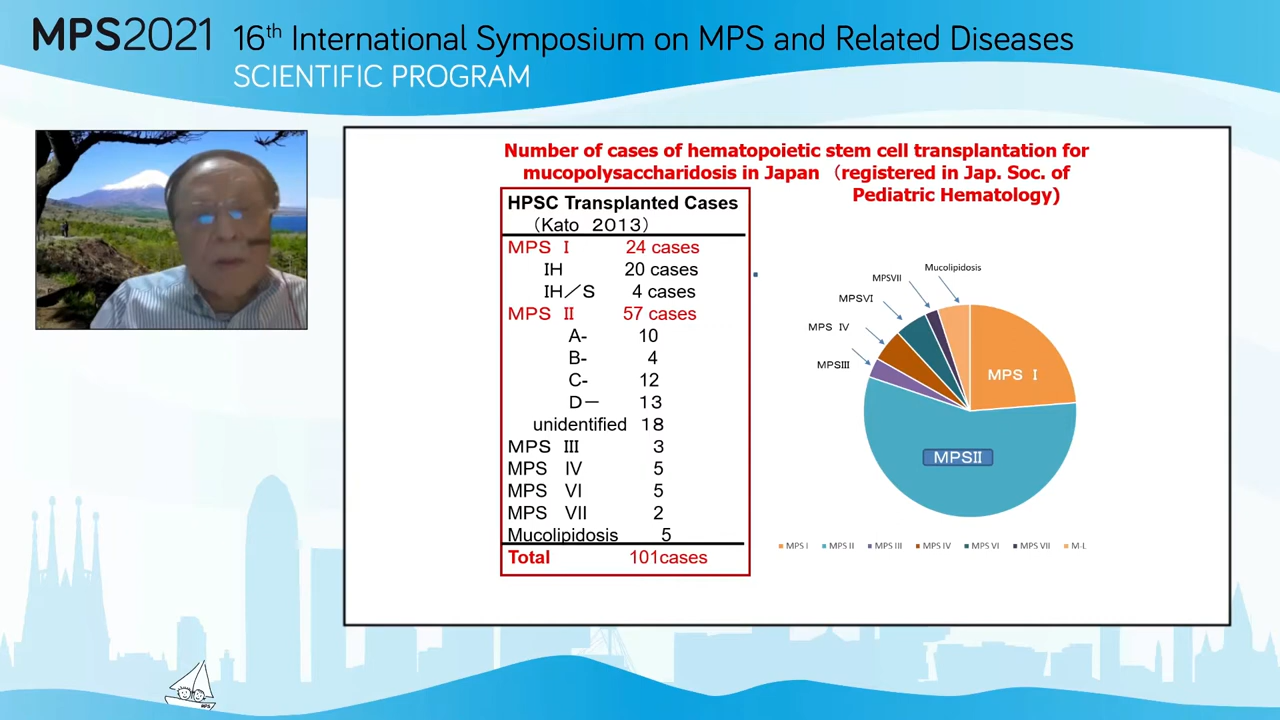 MPS2021 16th International Symposium on MPS and Related Diseases
SCIENTIFIC PROGRAM
Number of cases of hematopoietic stem cell transplantation for
mucopolysaccharidosis in Japan （registered in Jap. Soc. of
Pediatric Hematology)
HPSC Transplanted Cases
（Kato ２０１３）
MPS Ⅰ 24 cases
IH 20 cases
IH／S 4 cases
MPS Ⅱ 57 cases
A- 10
B- 4
C- 12
D－ １３
unidentified １８
MPS Ⅲ 3
MPS Ⅳ 5
MPS Ⅵ 5
MPS Ⅶ 2
Mucolipidosis 5
Total 101cases
Mucolipidosis
MPSⅦ
MPSⅥ
MPS Ⅳ
MPSⅢ
MPS Ⅰ
MPSⅡ
MPS I MPS II MPS III MPS IV MPS VI MPS VII M-L
MPS